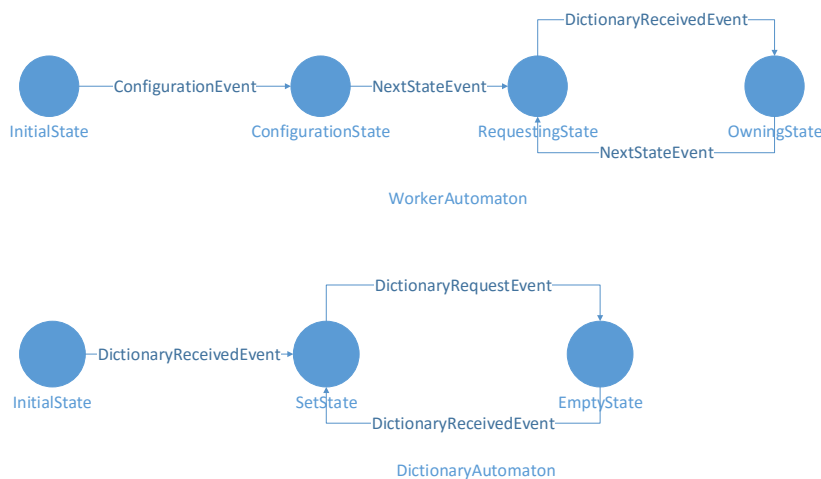 DictionaryReceivedEvent
ConfigurationEvent
NextStateEvent
InitialState
ConfigurationState
RequestingState
OwningState
NextStateEvent
WorkerAutomaton
DictionaryRequestEvent
DictionaryReceivedEvent
InitialState
SetState
EmptyState
DictionaryReceivedEvent
DictionaryAutomaton